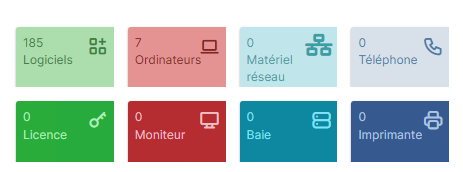 185
Logiciels
7
Ordinateurs
0
Matériel
réseau
0
Téléphone
0
Licence
0
Moniteur
0
Baie
0
Imprimante